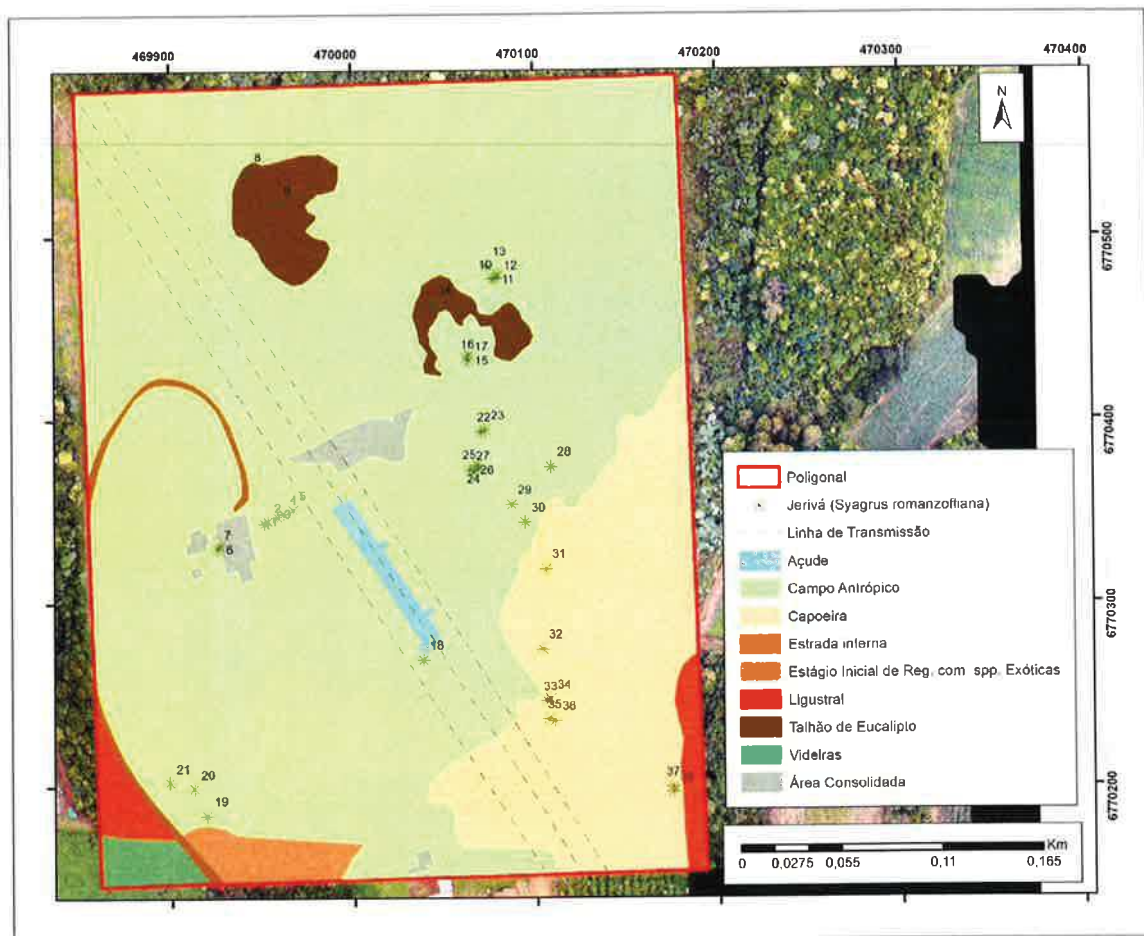 469900 470000 470100 470200 470300 470400
N
8
13
10 12
11
6770500
16 17
15
22 23
6770400
25 27
26
24
28
29
30
2 5
7
6
31
32
18
6770300
33 34
35 36
37
21 20
19
6770200
Poligonal
Jerivá (Syagrus romanzoffiana)
Linha de Transmissão
Açude
Campo Antrópico
Capoeira
Estrada interna
Estágio Inicial de Reg. com spp. Exóticas
Ligustral
Talhão de Eucalipto
Videiras
Área Consolidada
Km
0 0,0275 0,055 0,11 0,165